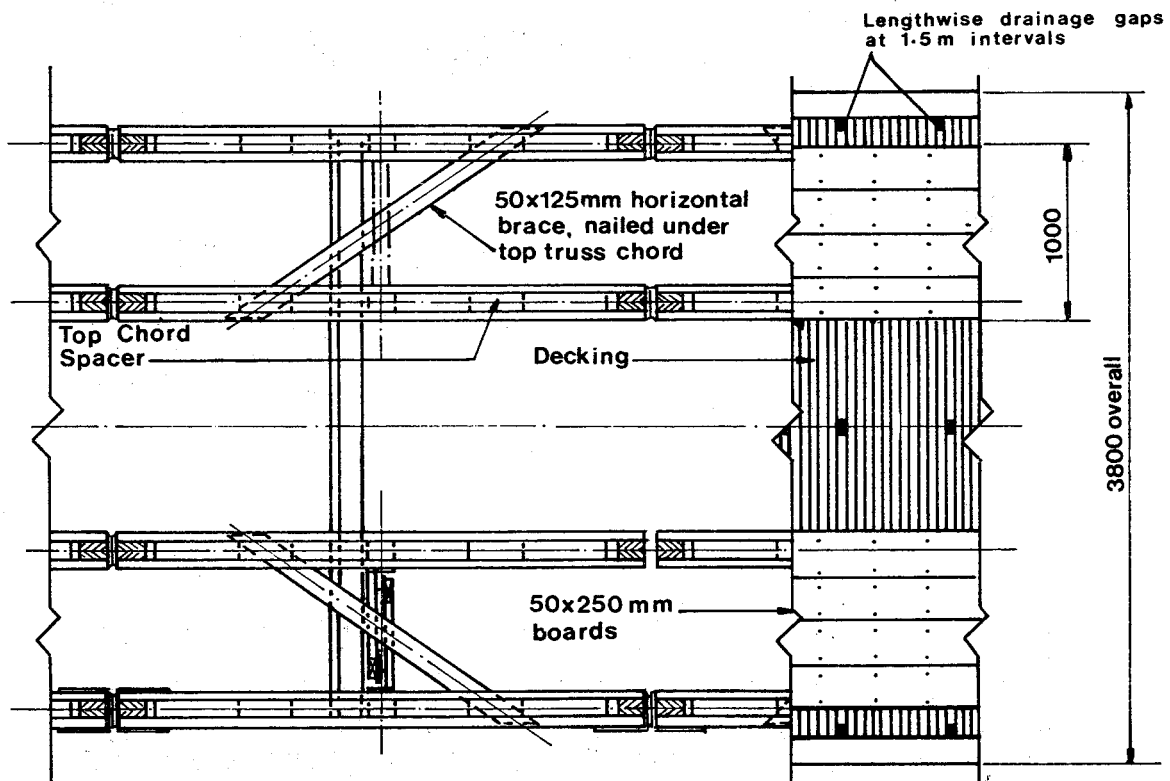 Lengthwise drainage gaps
at 1·5 m intervals
50x125mm horizontal
brace, nailed under
top truss chord
1000
Top Chord
Spacer
Decking
3800 overall
50x250 mm
boards